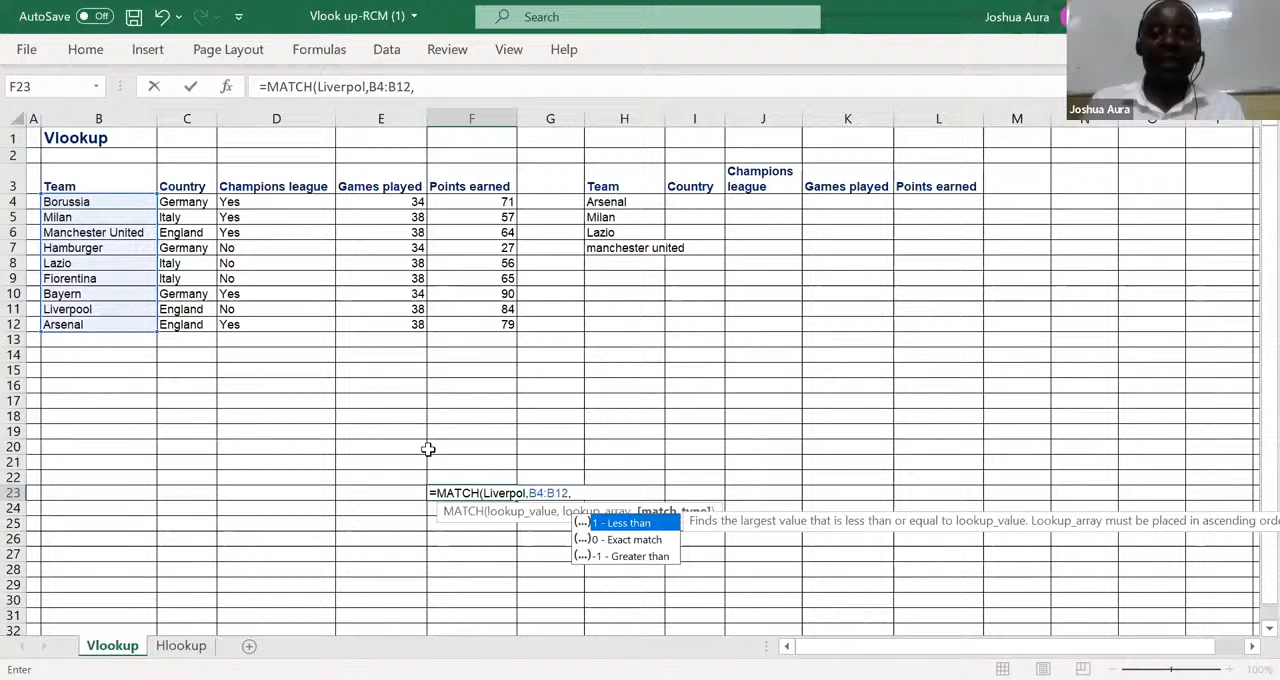 AutoSave Off Vlook up-RCM (1) Search Joshua Aura
File Home Insert Page Layout Formulas Data Review View Help
F23 fx =MATCH(Liverpol,B4:B12,
Joshua Aura
A B C D E F G H I J K L M
1 Vlookup
2
3 Team Country Champions league Games played Points earned Team Country Champions league Games played Points earned
4 Borussia Germany Yes 34 71 Arsenal
5 Milan Italy Yes 38 57 Milan
6 Manchester United England Yes 38 64 Lazio
7 Hamburger Germany No 34 27 manchester united
8 Lazio Italy No 38 56
9 Fiorentina Italy No 38 65
10 Bayern Germany Yes 34 90
11 Liverpool England No 38 84
12 Arsenal England Yes 38 79
13
14
15
16
17
18
19
20
21
22
23 =MATCH(Liverpol,B4:B12,
24 MATCH(lookup_value, lookup_array, [match_type])
(...) 1 - Less than Finds the largest value that is less than or equal to lookup_value. Lookup_array must be placed in ascending orde
25
(...) 0 - Exact match
26
(...) -1 - Greater than
27
28
29
30
31
32
Vlookup Hlookup
Enter 100%